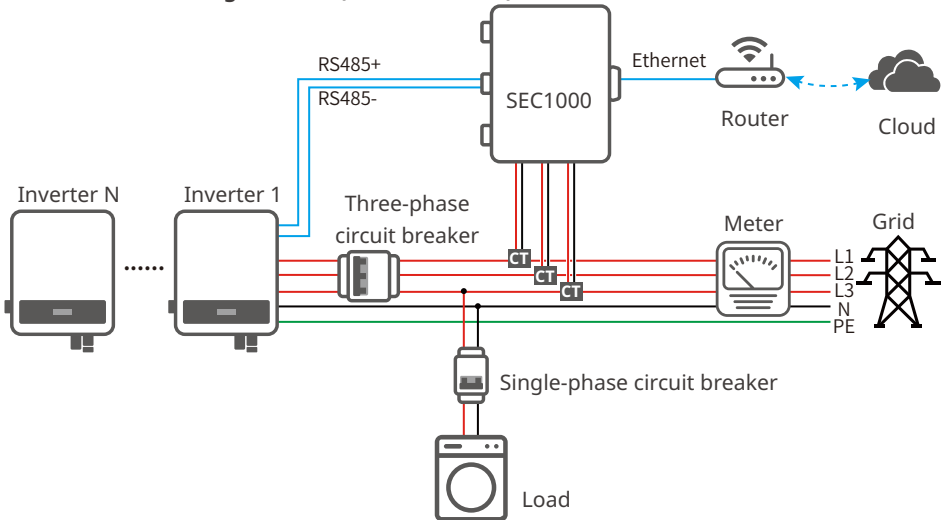 RS485+
RS485-
SEC1000
Ethernet
Router
Cloud
Inverter N
Inverter 1
Three-phase
circuit breaker
Meter
Grid
......
CT
CT
CT
L1
L2
L3
N
PE
Single-phase circuit breaker
Load